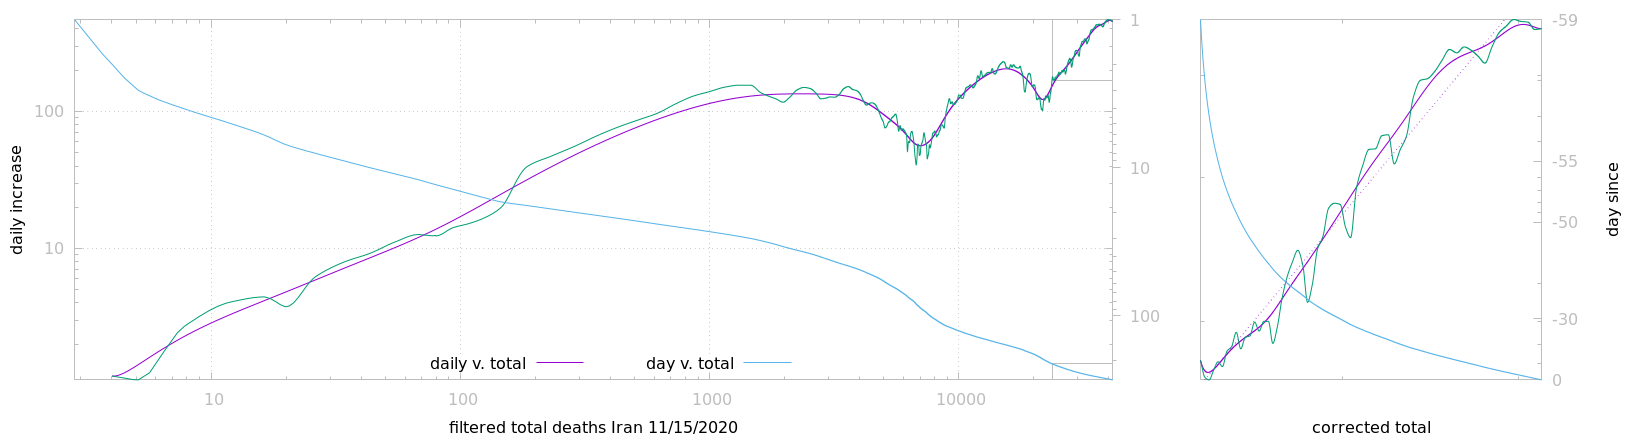 daily increase
100
10
daily v. total
day v. total
10
100
1000
10000
1
10
100
filtered total deaths Iran 11/15/2020
-59
-55
-50
-30
0
day since
corrected total